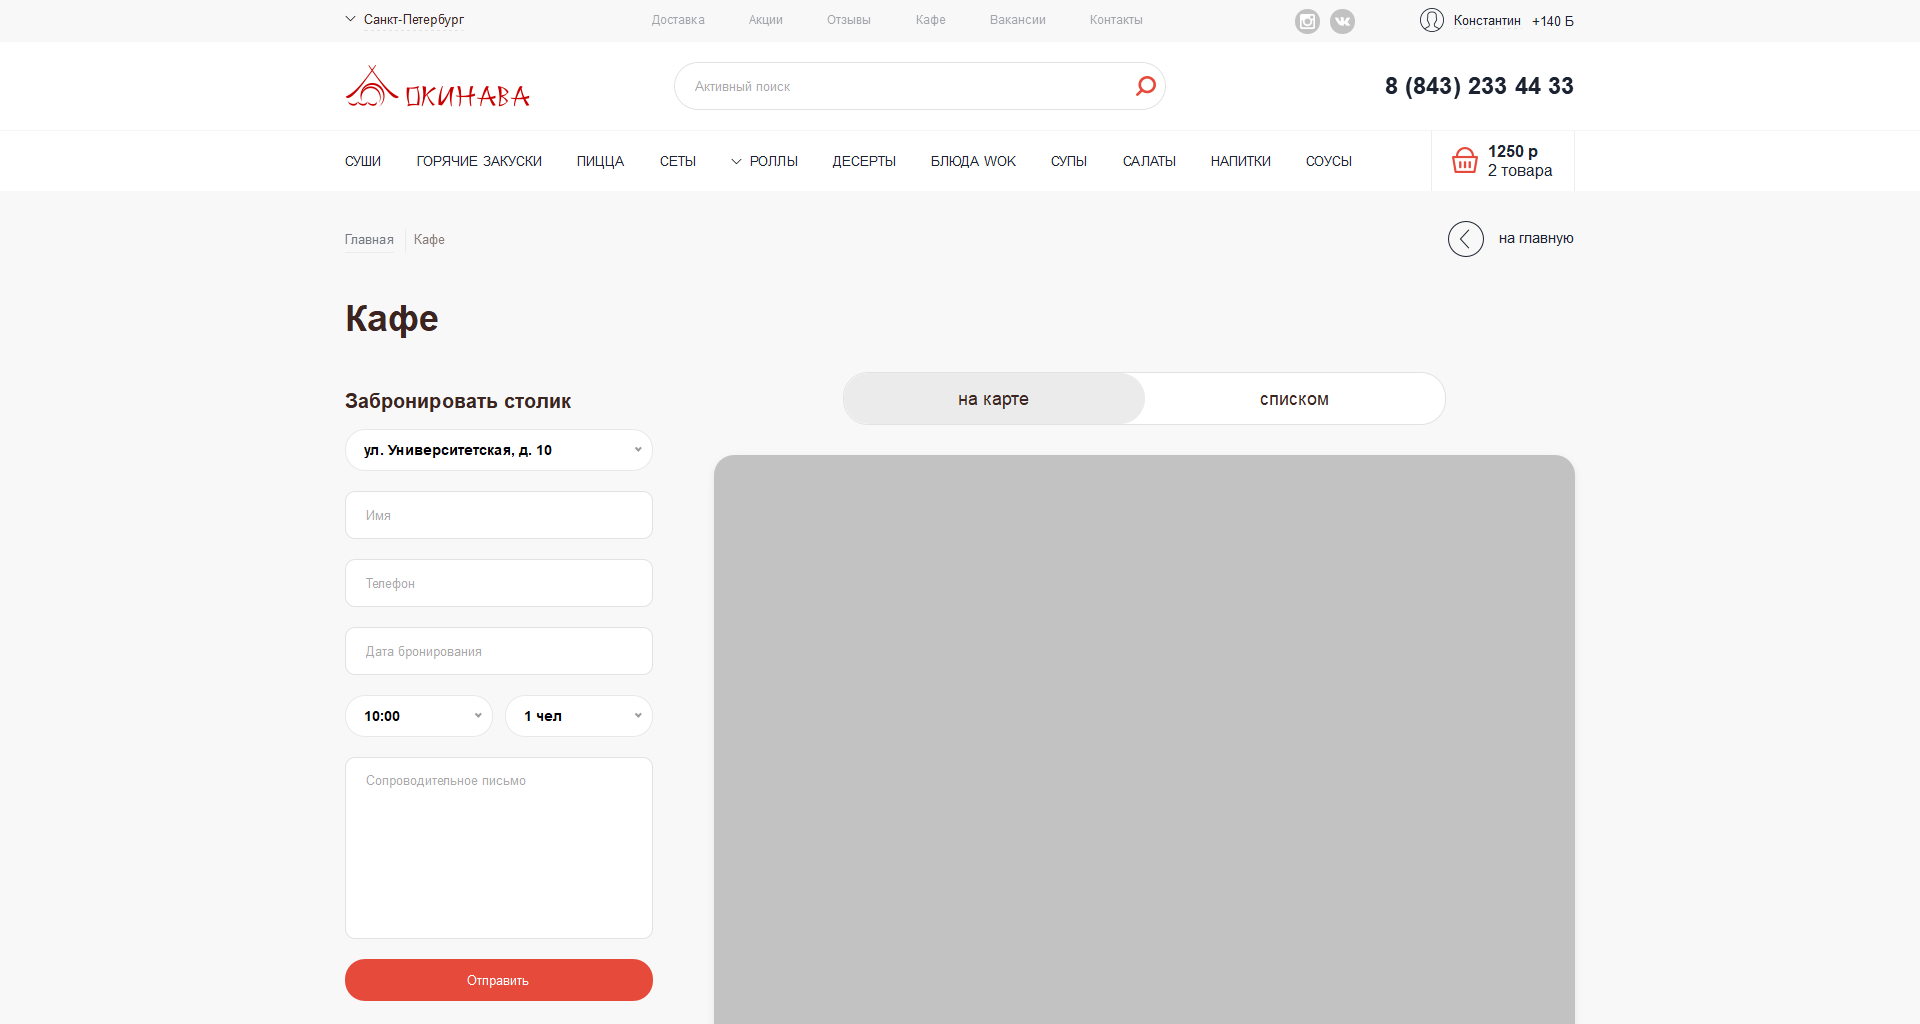 Санкт-Петербург
Доставка
Акции
Отзывы
Кафе
Вакансии
Контакты
Константин
+140 Б
ОКИНАВА
Активный поиск
8 (843) 233 44 33
СУШИ
ГОРЯЧИЕ ЗАКУСКИ
ПИЦЦА
СЕТЫ
РОЛЛЫ
ДЕСЕРТЫ
БЛЮДА WOK
СУПЫ
САЛАТЫ
НАПИТКИ
СОУСЫ
1250 р
2 товара
Главная
Кафе
на главную
Кафе
Забронировать столик
ул. Университетская, д. 10
Имя
Телефон
Дата бронирования
10:00
1 чел
Сопроводительное письмо
Отправить
на карте
списком